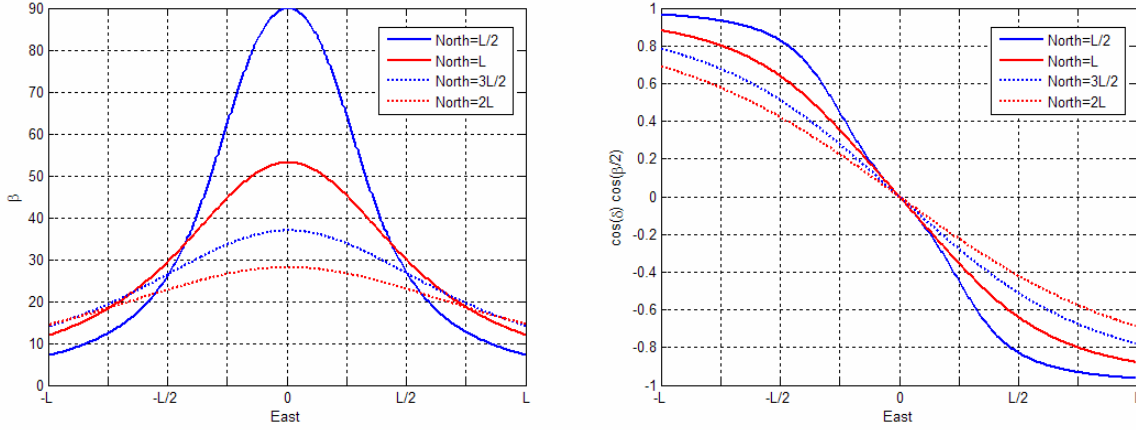 90
80
70
60
50
40
30
20
10
0
β
-L
-L/2
0
L/2
L
East
North=L/2
North=L
North=3L/2
North=2L
1
0.8
0.6
0.4
0.2
0
-0.2
-0.4
-0.6
-0.8
-1
cos(δ) cos(β/2)
-L
-L/2
0
L/2
L
East
North=L/2
North=L
North=3L/2
North=2L